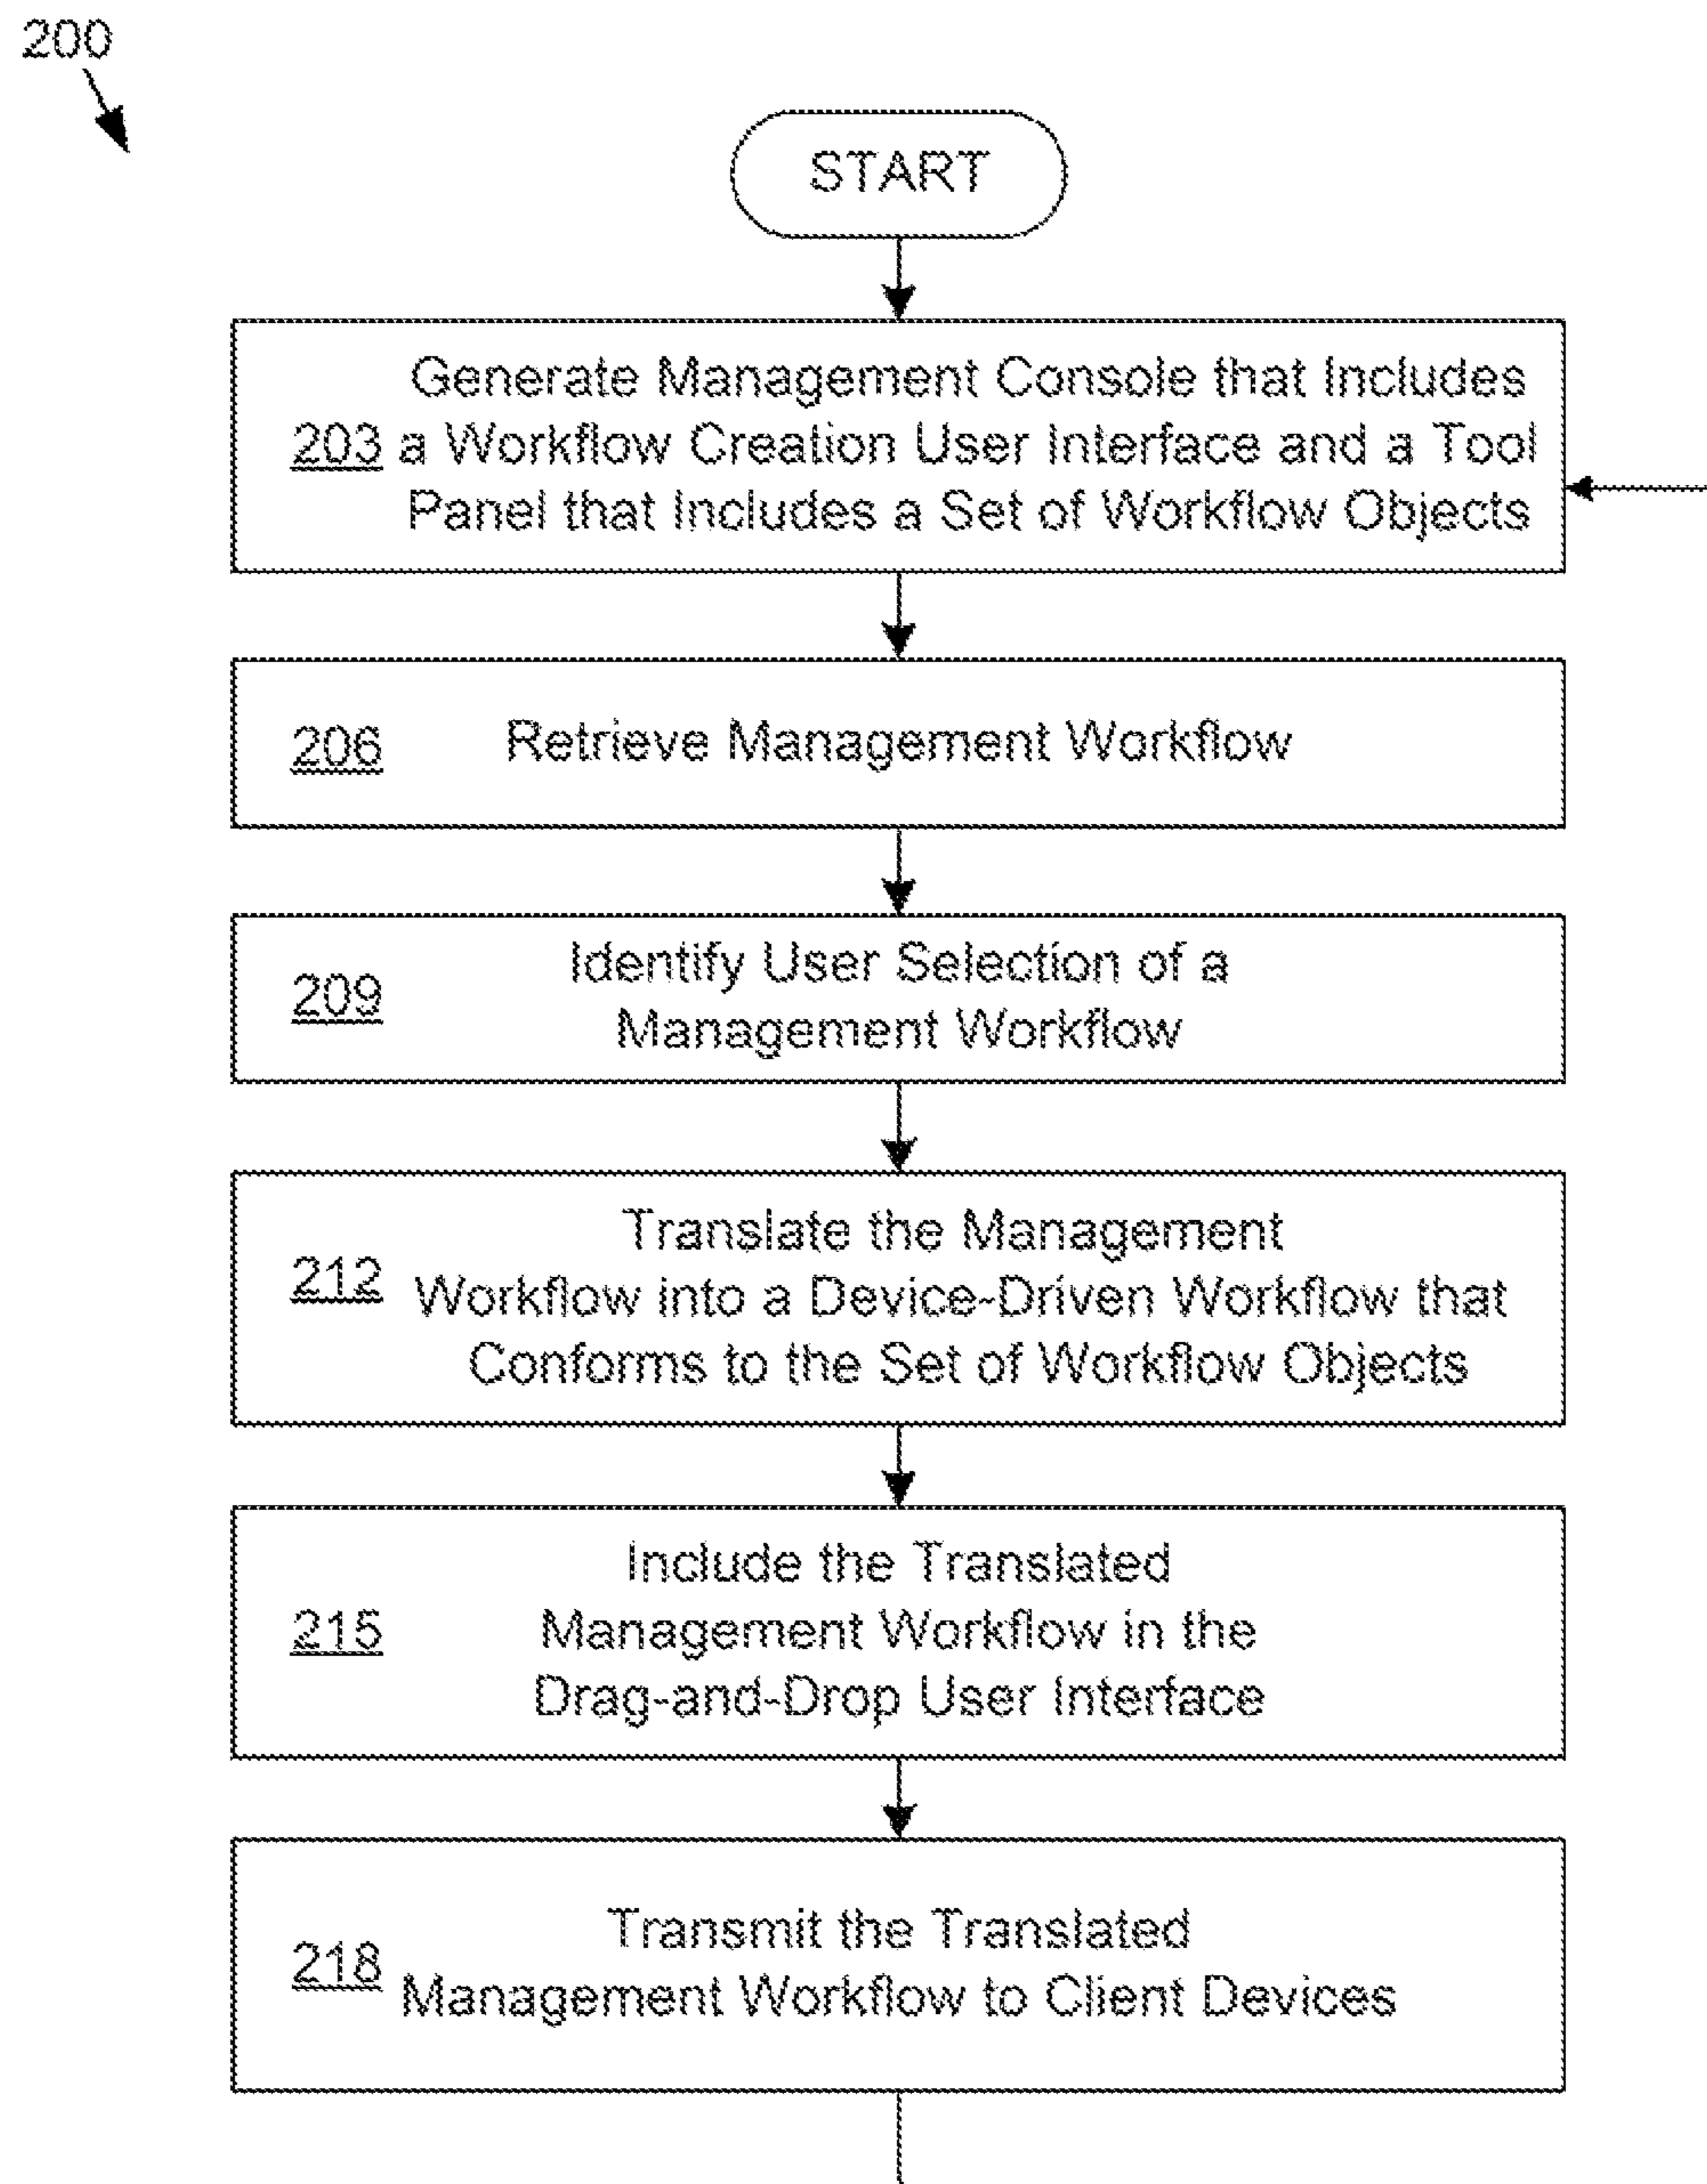 200
START
Generate Management Console that Includes
203 a Workflow Creation User Interface and a Tool
Panel that Includes a Set of Workflow Objects
206 Retrieve Management Workflow
Identify User Selection of a
209
Management Workflow
Translate the Management
212
Workflow into a Device-Driven Workflow that
Conforms to the Set of Workflow Objects
Include the Translated
215 Management Workflow in the
Drag-and-Drop User Interface
Transmit the Translated
218
Management Workflow to Client Devices